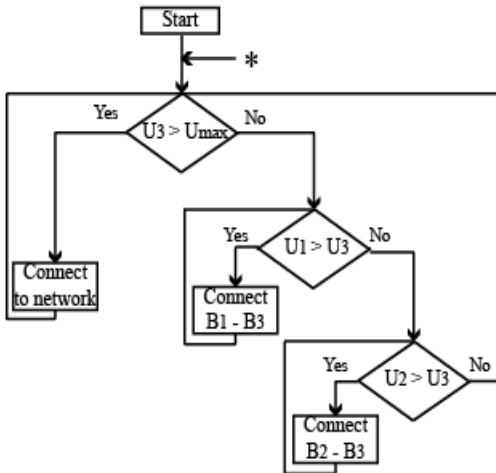 Start
*
Yes
U3 > Umax
No
Yes
U1 > U3
No
Connect
to network
Connect
B1 - B3
Yes
U2 > U3
No
Connect
B2 - B3